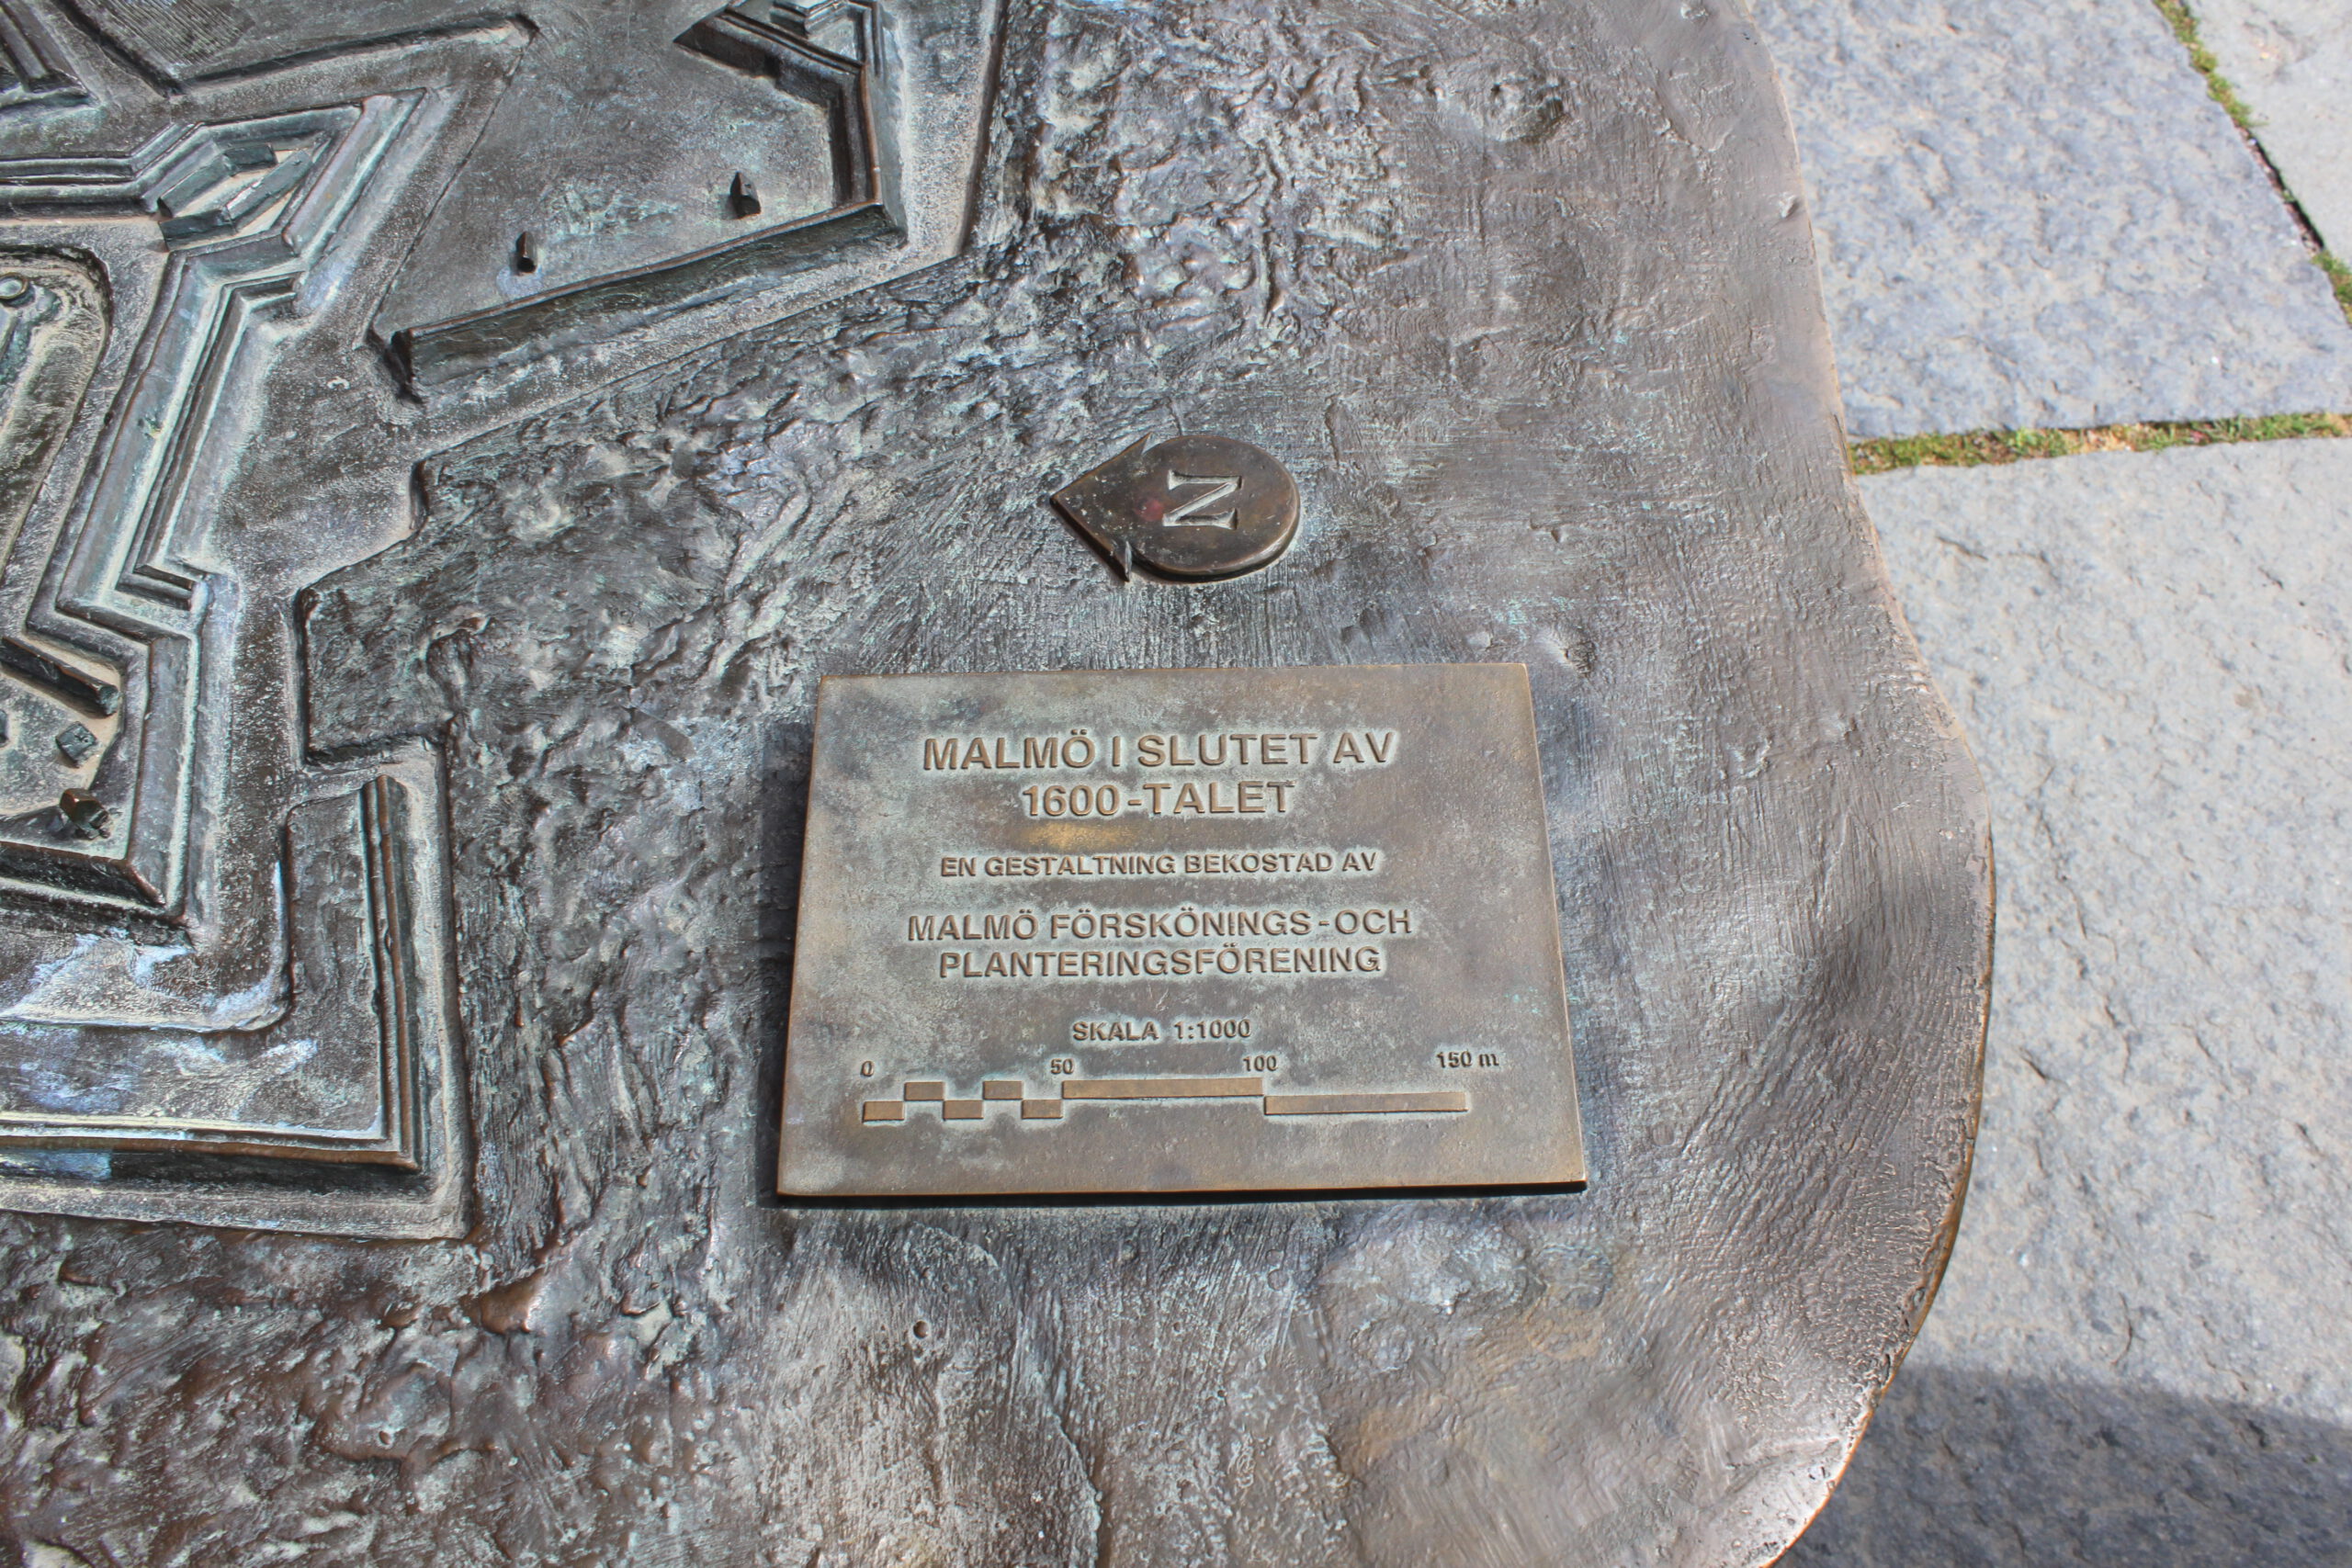 N
MALMÖ I SLUTET AV
1600-TALET
EN GESTALTNING BEKOSTAD AV
MALMÖ FÖRSKÖNINGS-OCH
PLANTERINGSFÖRENING
SKALA 1:1000
0 50 100 150 m